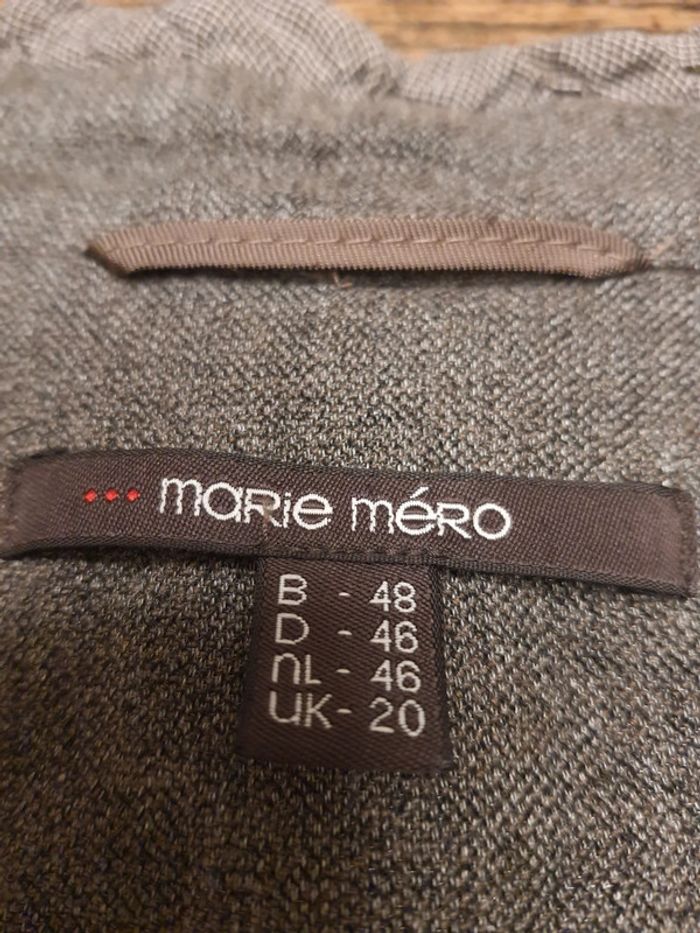 marie méro
B - 48
D - 46
NL - 46
UK - 20